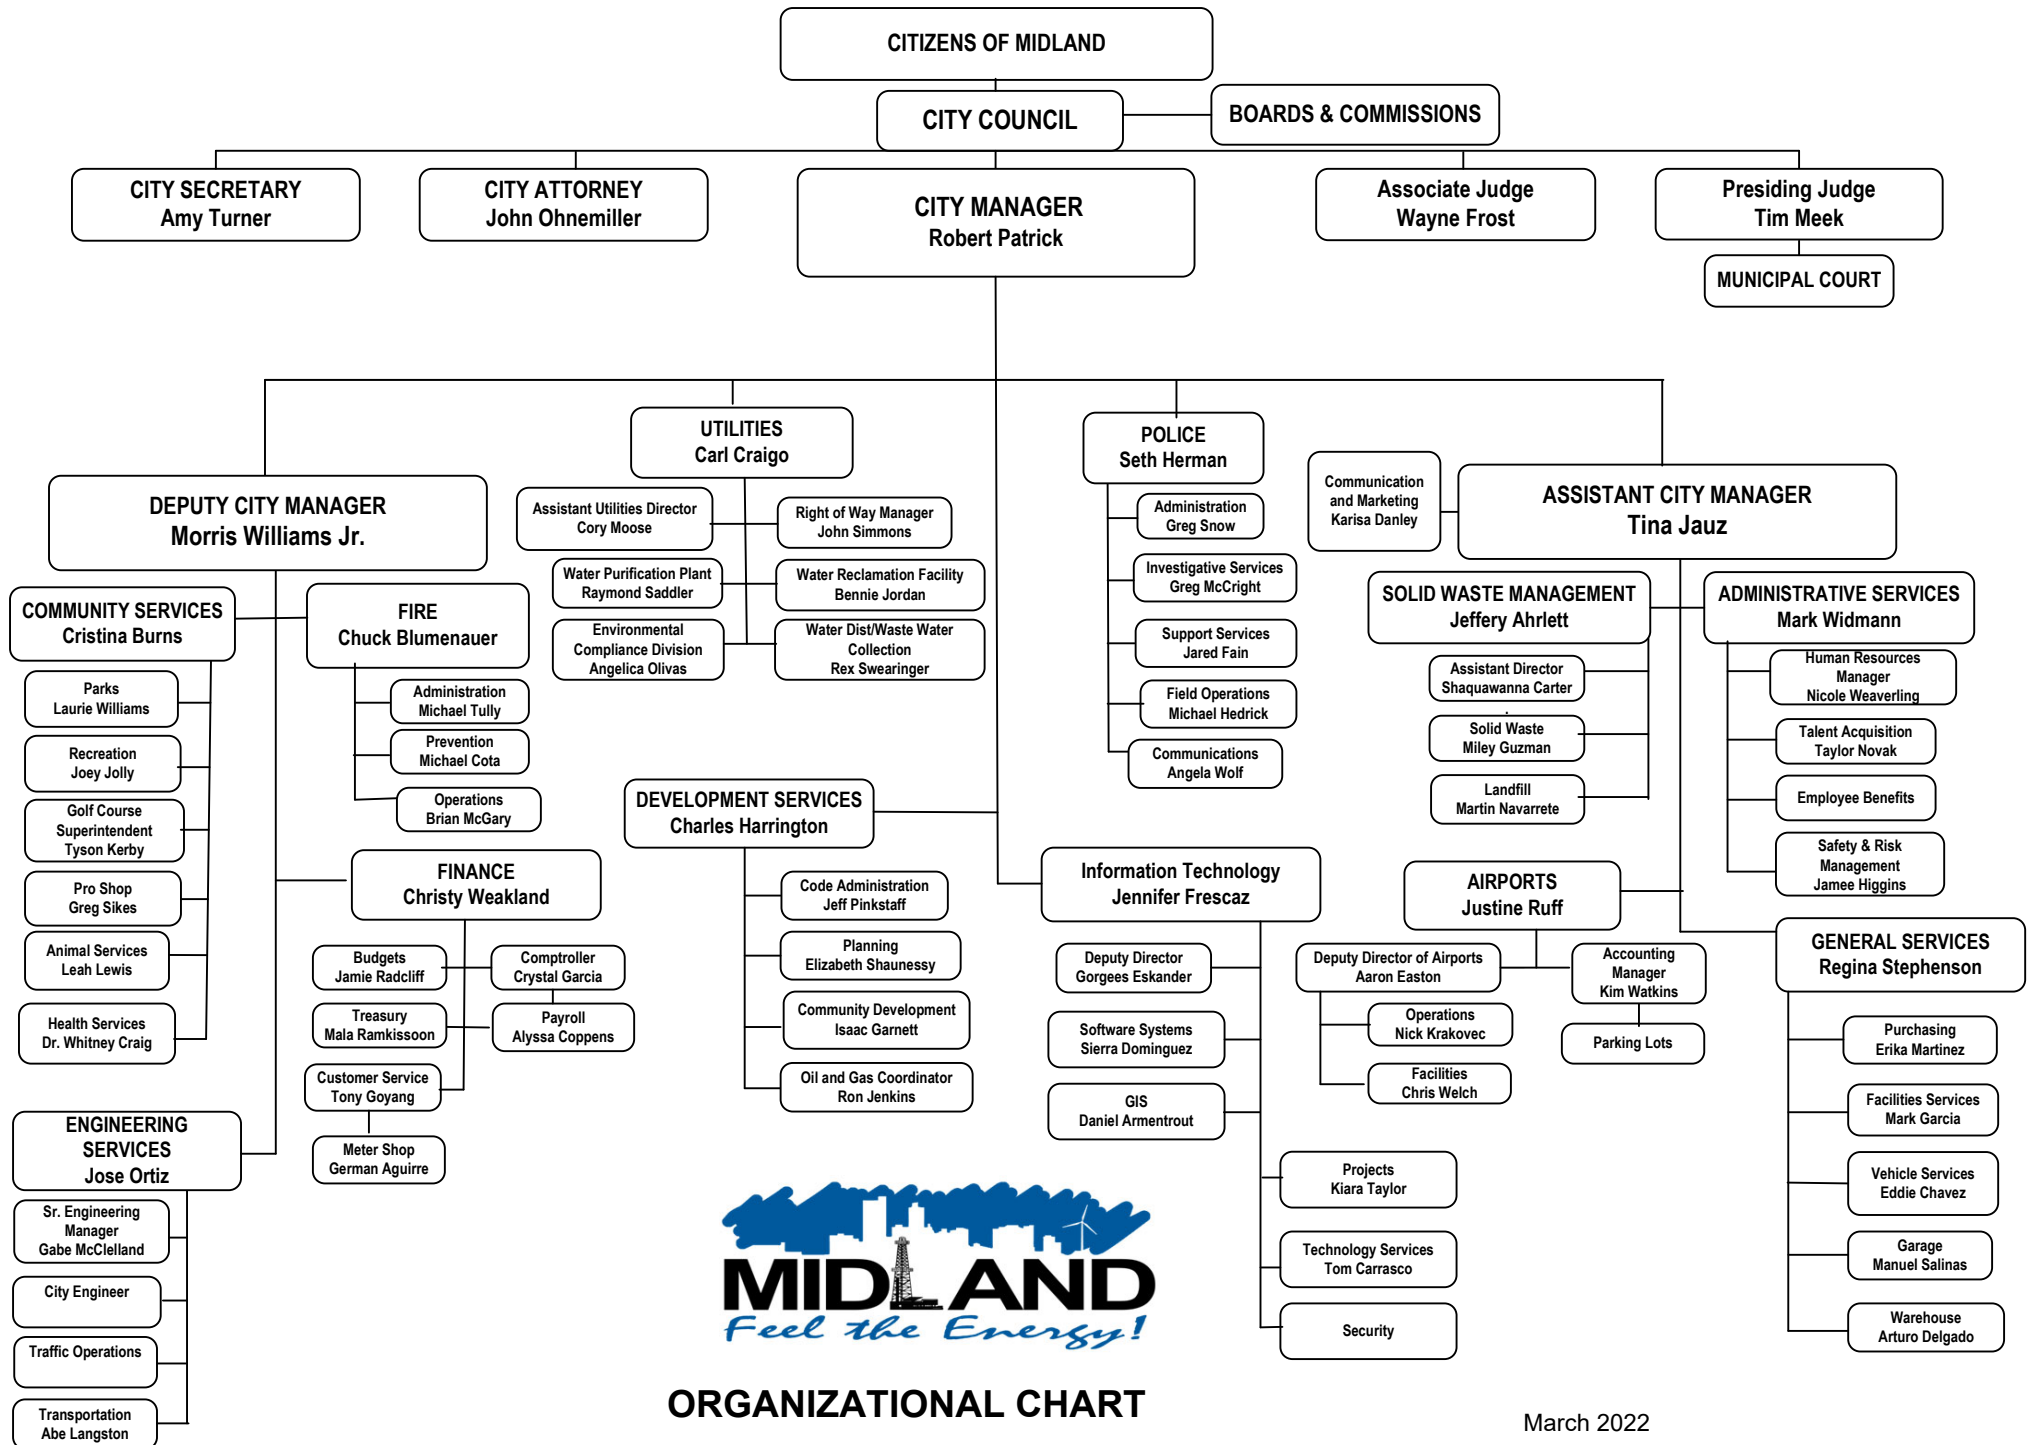 CITIZENS OF MIDLAND
CITY COUNCIL
BOARDS & COMMISSIONS
CITY SECRETARY
Amy Turner
CITY ATTORNEY
John Ohnemiller
CITY MANAGER
Robert Patrick
Associate Judge
Wayne Frost
Presiding Judge
Tim Meek
MUNICIPAL COURT
DEPUTY CITY MANAGER
Morris Williams Jr.
UTILITIES
Carl Craigo
Assistant Utilities Director
Cory Moose
Right of Way Manager
John Simmons
Water Purification Plant
Raymond Saddler
Water Reclamation Facility
Bennie Jordan
Environmental
Compliance Division
Angelica Olivas
Water Dist/Waste Water
Collection
Rex Swearinger
POLICE
Seth Herman
Administration
Greg Snow
Investigative Services
Greg McCright
Support Services
Jared Fain
Field Operations
Michael Hedrick
Communications
Angela Wolf
Communication
and Marketing
Karisa Danley
ASSISTANT CITY MANAGER
Tina Jauz
COMMUNITY SERVICES
Cristina Burns
Parks
Laurie Williams
Recreation
Joey Jolly
Golf Course
Superintendent
Tyson Kerby
Pro Shop
Greg Sikes
Animal Services
Leah Lewis
Health Services
Dr. Whitney Craig
FIRE
Chuck Blumenauer
Administration
Michael Tully
Prevention
Michael Cota
Operations
Brian McGary
FINANCE
Christy Weakland
Budgets
Jamie Radcliff
Comptroller
Crystal Garcia
Treasury
Mala Ramkissoon
Payroll
Alyssa Coppens
Customer Service
Tony Goyang
Meter Shop
German Aguirre
ENGINEERING
SERVICES
Jose Ortiz
Sr. Engineering
Manager
Gabe McClelland
City Engineer
Traffic Operations
Transportation
Abe Langston
DEVELOPMENT SERVICES
Charles Harrington
Code Administration
Jeff Pinkstaff
Planning
Elizabeth Shaunessy
Community Development
Isaac Garnett
Oil and Gas Coordinator
Ron Jenkins
Information Technology
Jennifer Frescaz
Deputy Director
Gorgees Eskander
Software Systems
Sierra Dominguez
GIS
Daniel Armentrout
Projects
Kiara Taylor
Technology Services
Tom Carrasco
Security
SOLID WASTE MANAGEMENT
Jeffery Ahrlett
Assistant Director
Shaquawanna Carter
.
Solid Waste
Miley Guzman
Landfill
Martin Navarrete
ADMINISTRATIVE SERVICES
Mark Widmann
Human Resources
Manager
Nicole Weaverling
Talent Acquisition
Taylor Novak
Employee Benefits
Safety & Risk
Management
Jamee Higgins
AIRPORTS
Justine Ruff
Deputy Director of Airports
Aaron Easton
Operations
Nick Krakovec
Facilities
Chris Welch
Accounting
Manager
Kim Watkins
Parking Lots
GENERAL SERVICES
Regina Stephenson
Purchasing
Erika Martinez
Facilities Services
Mark Garcia
Vehicle Services
Eddie Chavez
Garage
Manuel Salinas
Warehouse
Arturo Delgado
MIDLAND
Feel the Energy!
ORGANIZATIONAL CHART
March 2022